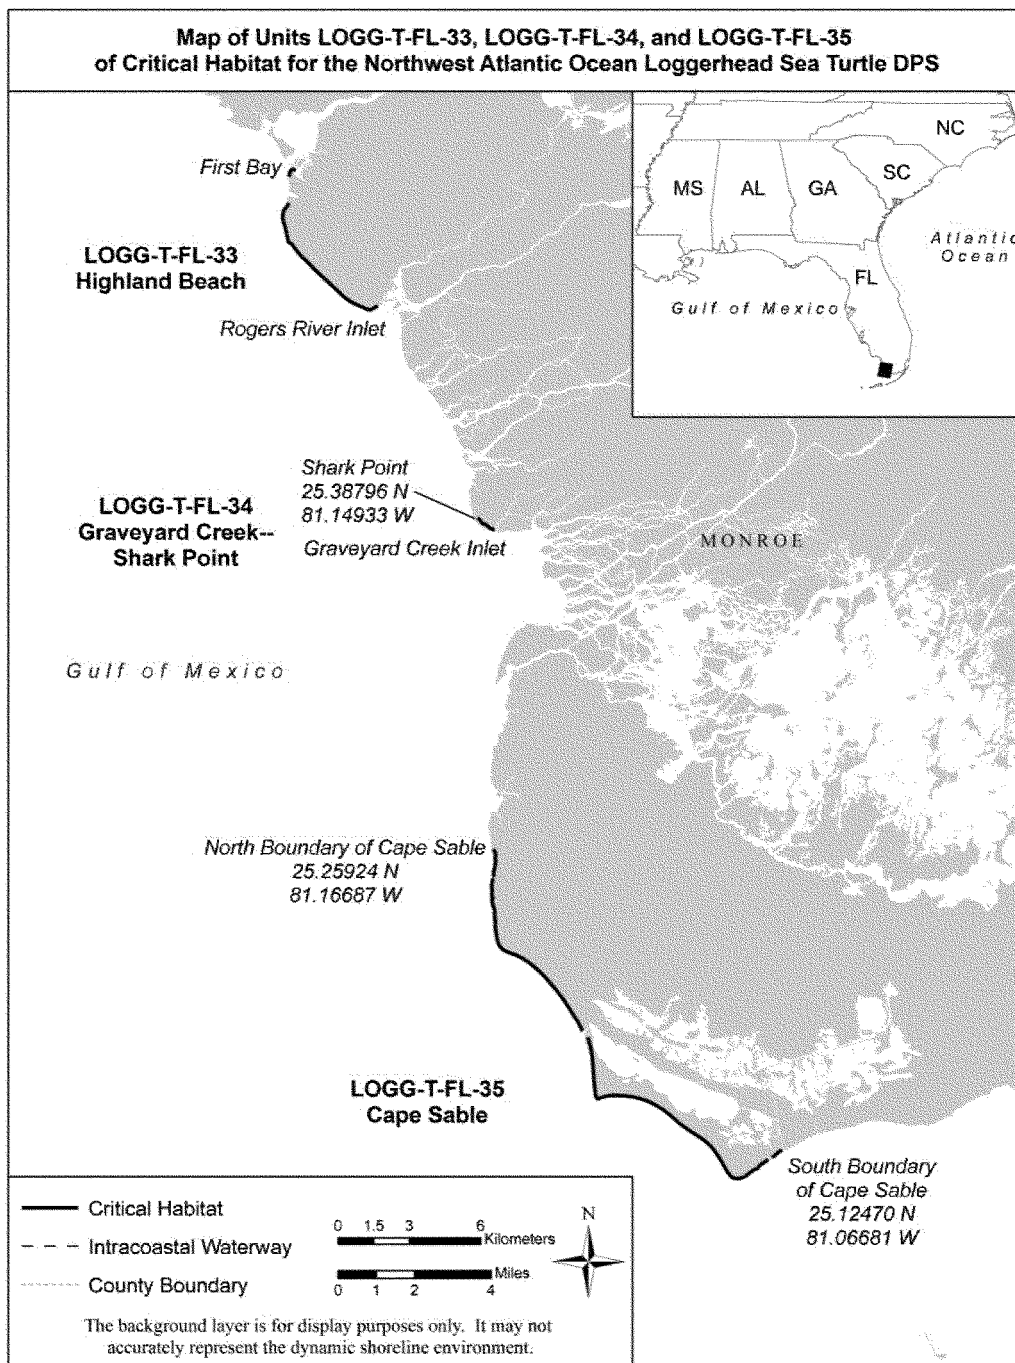 Map of Units LOGG-T-FL-33, LOGG-T-FL-34, and LOGG-T-FL-35
of Critical Habitat for the Northwest Atlantic Ocean Loggerhead Sea Turtle DPS
First Bay
LOGG-T-FL-33
Highland Beach
Rogers River Inlet
NC
SC
MS
AL
GA
Atlantic
Ocean
FL
Gulf of Mexico
Shark Point
25.38796 N
81.14933 W
LOGG-T-FL-34
Graveyard Creek--
Shark Point
Graveyard Creek Inlet
MONROE
Gulf of Mexico
North Boundary of Cape Sable
25.25924 N
81.16687 W
LOGG-T-FL-35
Cape Sable
South Boundary
of Cape Sable
25.12470 N
81.06681 W
Critical Habitat
Intracoastal Waterway
County Boundary
0 1.5 3 6
Kilometers
Miles
0 1 2 4
N
The background layer is for display purposes only. It may not
accurately represent the dynamic shoreline environment.